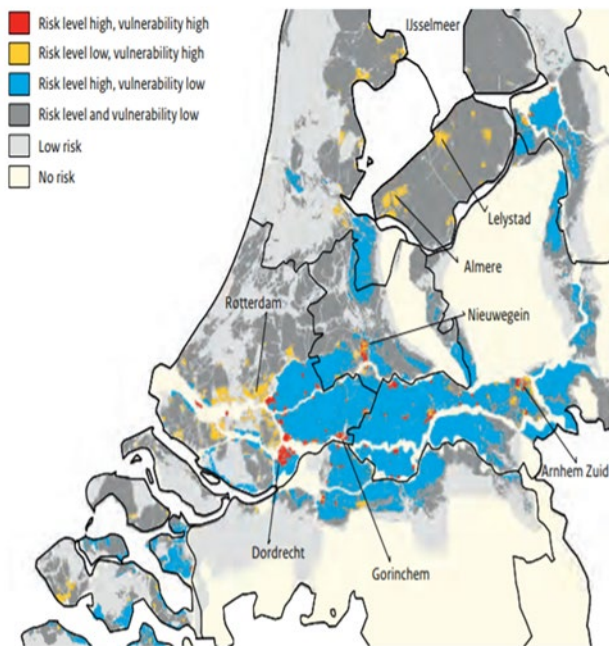 Risk level high, vulnerability high
Risk level low, vulnerability high
Risk level high, vulnerability low
Risk level and vulnerability low
Low risk
No risk
IJsselmeer
Lelystad
Almere
Rotterdam
Nieuwegein
Arnhem Zuid
Dordrecht
Gorinchem